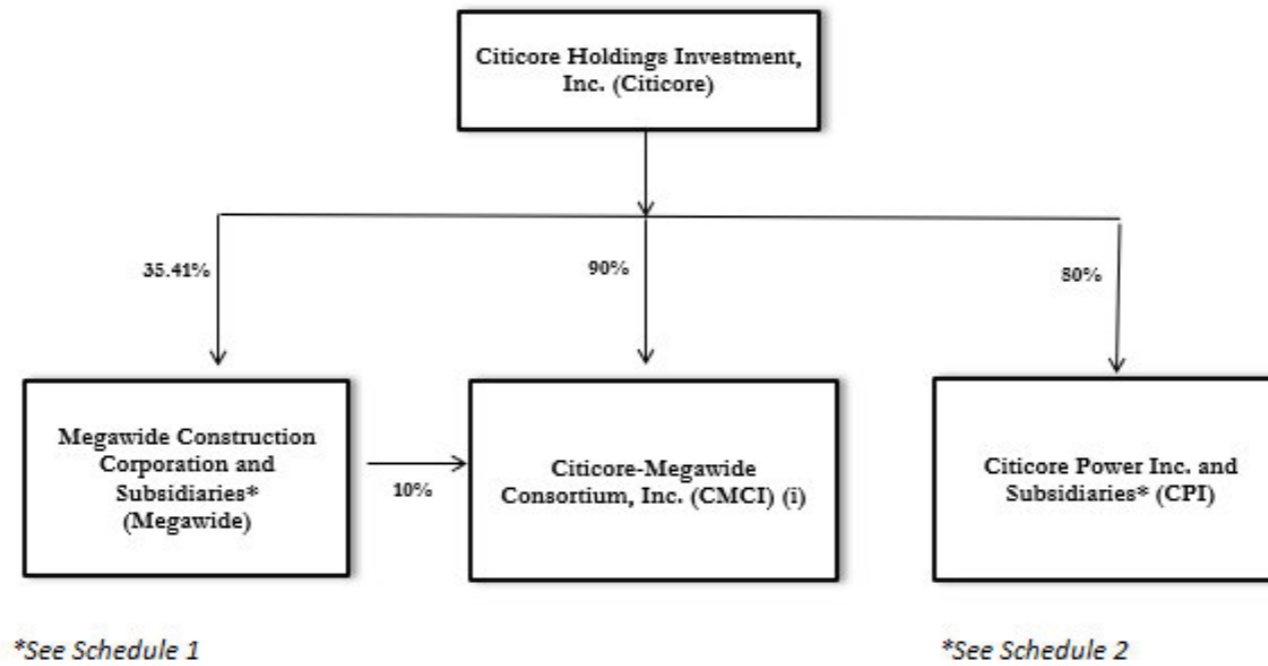 Citicore Holdings Investment,
Inc. (Citicore)
35.41%
90%
80%
Megawide Construction
Corporation and
Subsidiaries*
(Megawide)
10%
Citicore-Megawide
Consortium, Inc. (CMCI) (i)
Citicore Power Inc. and
Subsidiaries* (CPI)
*See Schedule 1
*See Schedule 2